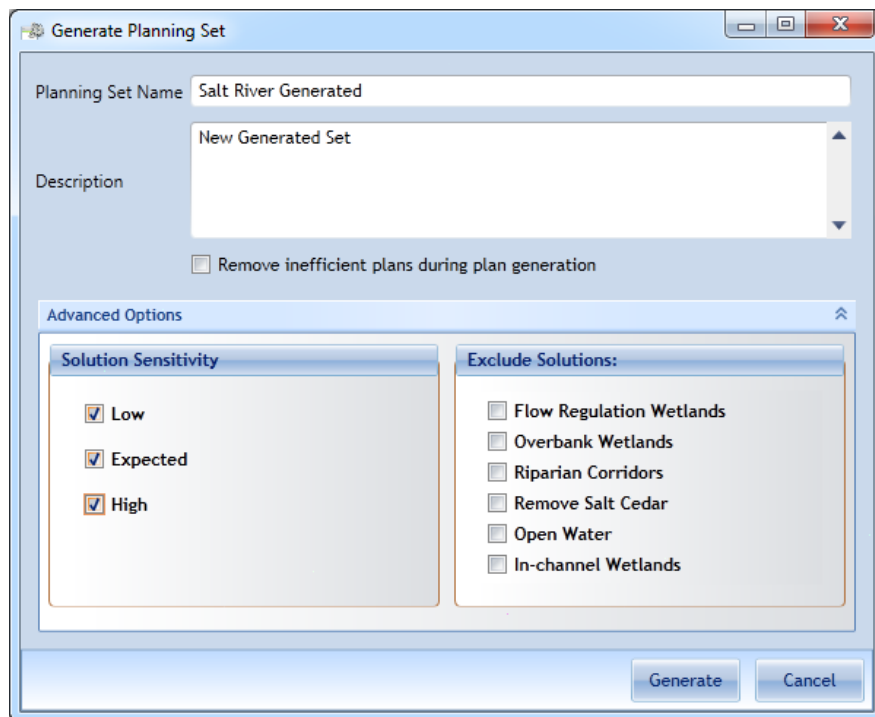 Generate Planning Set
Planning Set Name Salt River Generated
New Generated Set
Description
Remove inefficient plans during plan generation
Advanced Options
Solution Sensitivity
Low
Expected
High
Exclude Solutions:
Flow Regulation Wetlands
Overbank Wetlands
Riparian Corridors
Remove Salt Cedar
Open Water
In-channel Wetlands
Generate Cancel